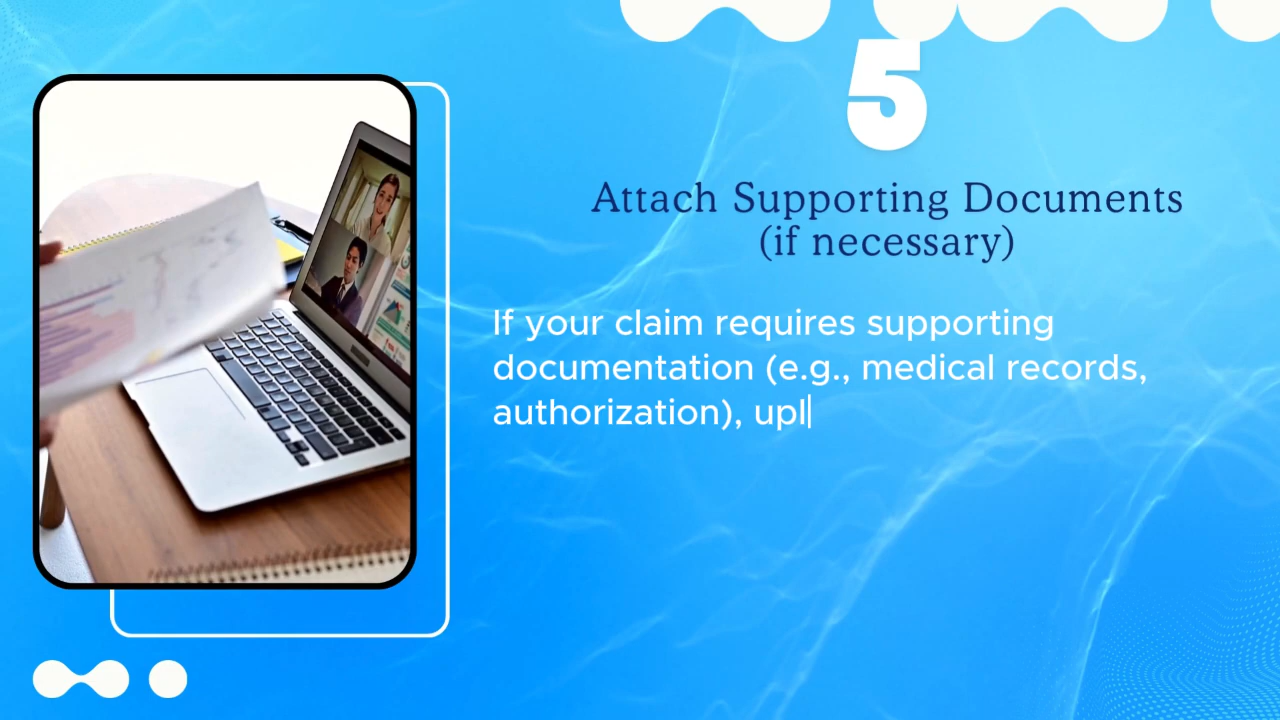 5
Attach Supporting Documents
(if necessary)
If your claim requires supporting
documentation (e.g., medical records,
authorization), upl